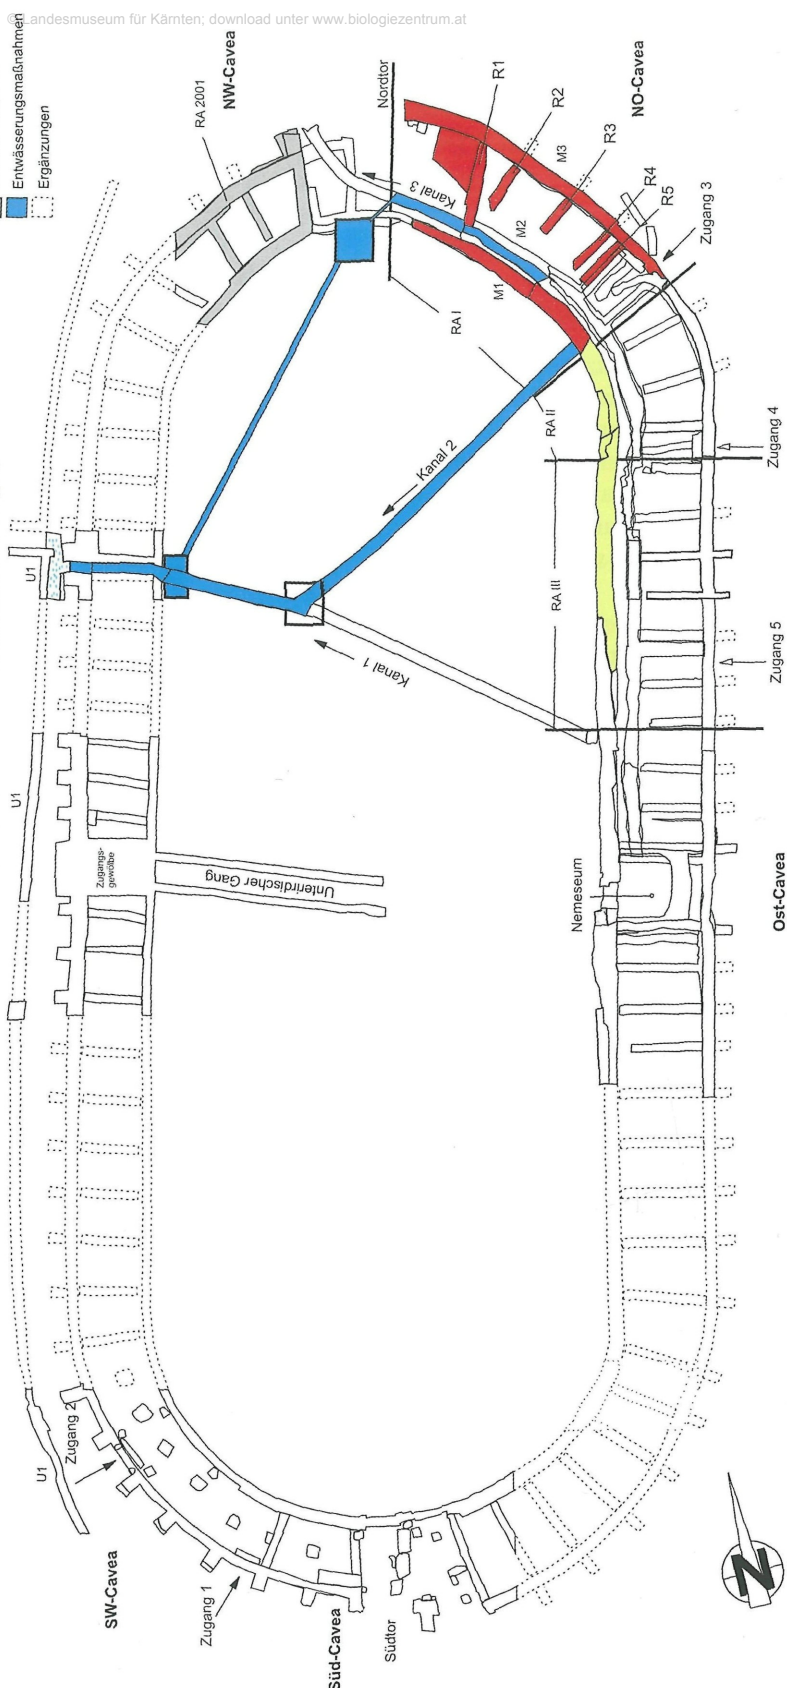 ©Landesmuseum für Kärnten; download unter www.biologiezentrum.at
Entwässerungsmaßnahmen
Ergänzungen
RA 2001
NW-Cavea
Nordtor
NO-Cavea
R1
R2
M3
R3
R4
R5
Zugang 3
Kanal 3
M2
M1
RA I
RA II
Zugang 4
Kanal 2
U1
RA III
Kanal 1
Zugang 5
U1
Zugangs-
gewölbe
Unterirdischer Gang
Nemeseum
Ost-Cavea
Zugang 2
U1
SW-Cavea
Zugang 1
Süd-Cavea
Südtor
N